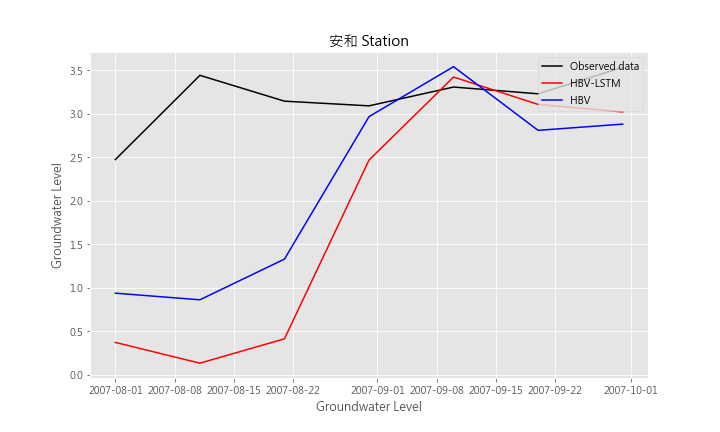 安和 Station
Groundwater Level
3.5
3.0
2.5
2.0
1.5
1.0
0.5
0.0
Observed data
HBV-LSTM
HBV
2007-08-01 2007-08-08 2007-08-15 2007-08-22 2007-09-01 2007-09-08 2007-09-15 2007-09-22 2007-10-01
Groundwater Level